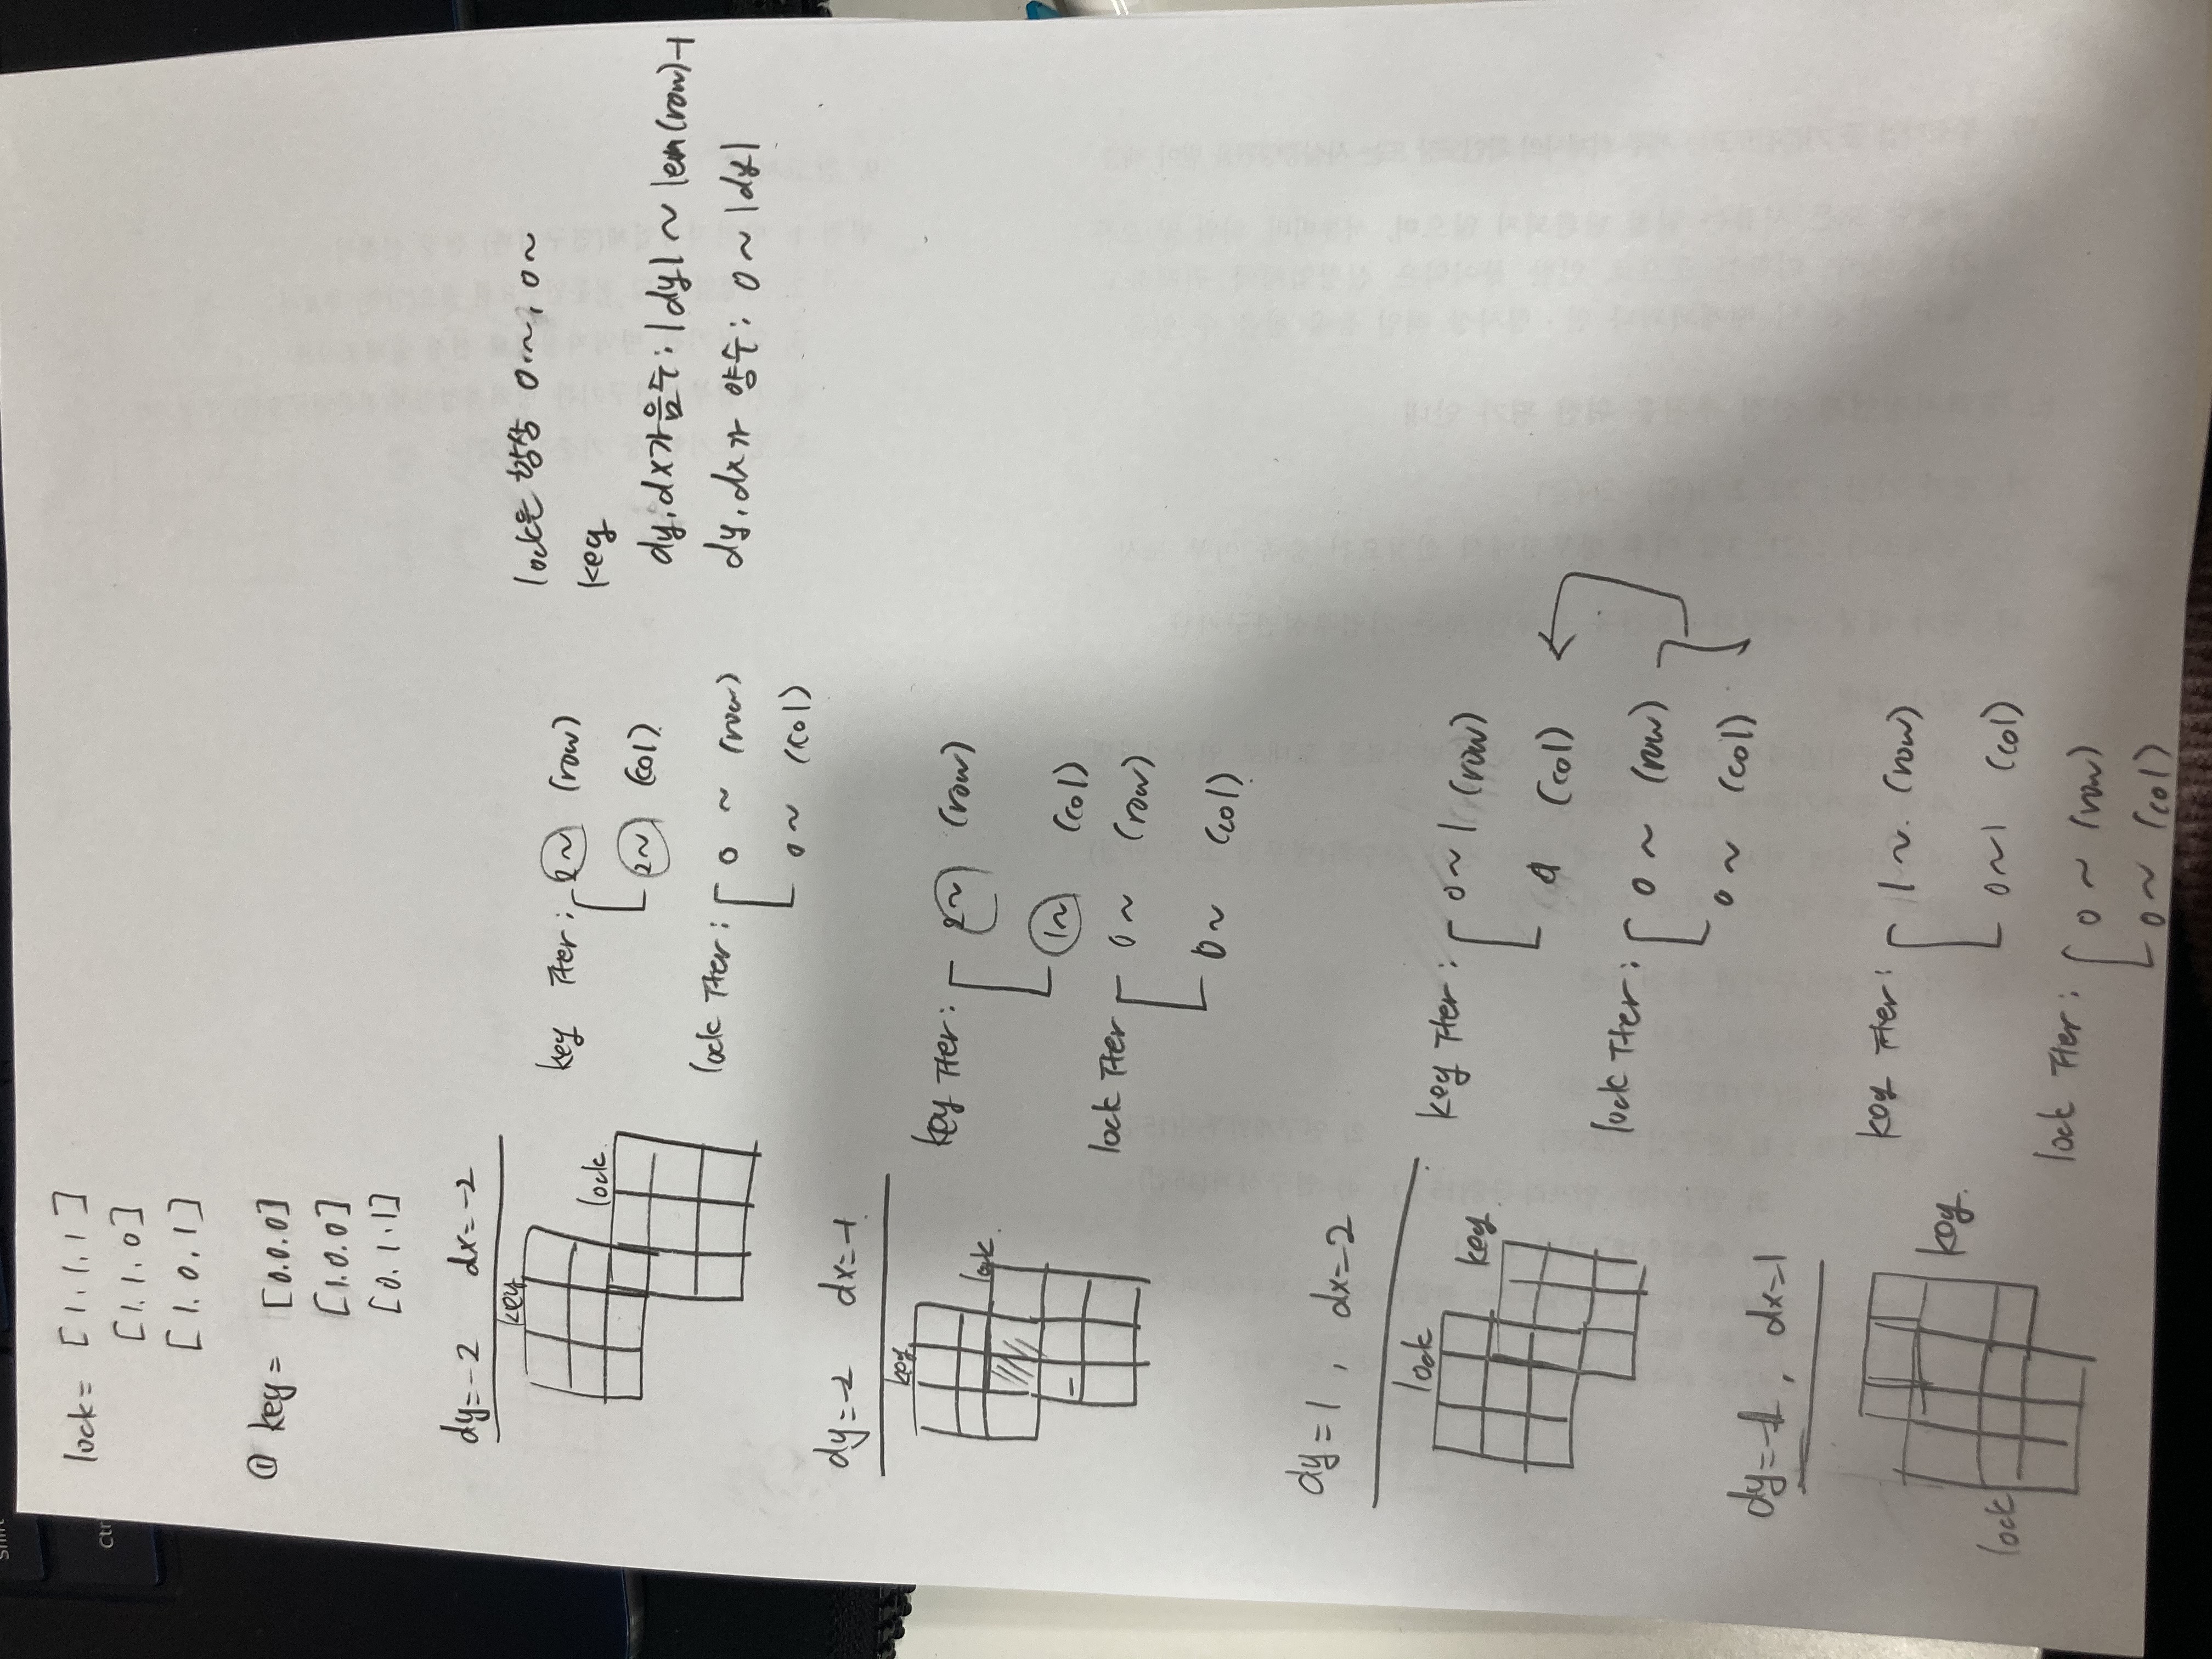 Shift
Ctr
lock = [1. 1. 1]
[1. 1. 0]
[1. 0. 1]
① key = [0. 0. 0]
[1. 0. 0]
[0. 1. 1]
dy=-2 dx=-2
key
lock
key Iter : 2~ (row)
2~ (col)
lock Iter : 0 ~ (row)
0 ~ (col)
lock은 항상 0~, 0~
key
dy, dx가 음수 : |dy| ~ len(row)-1
dy, dx가 양수 : 0 ~ |dy|
dy=-2 dx=-1
key
lock
key Iter : 2~ (row)
1~ (col)
lock Iter 0~ (row)
0~ (col)
dy=1, dx=2
lock
key
key Iter : 0~1 (row)
(col)
lock Iter : 0 ~ (row)
0 ~ (col)
dy=-1, dx=1
key
lock
key Iter : 1 ~ (row)
0~1 (col)
lock Iter : 0 ~ (row)
0 ~ (col)